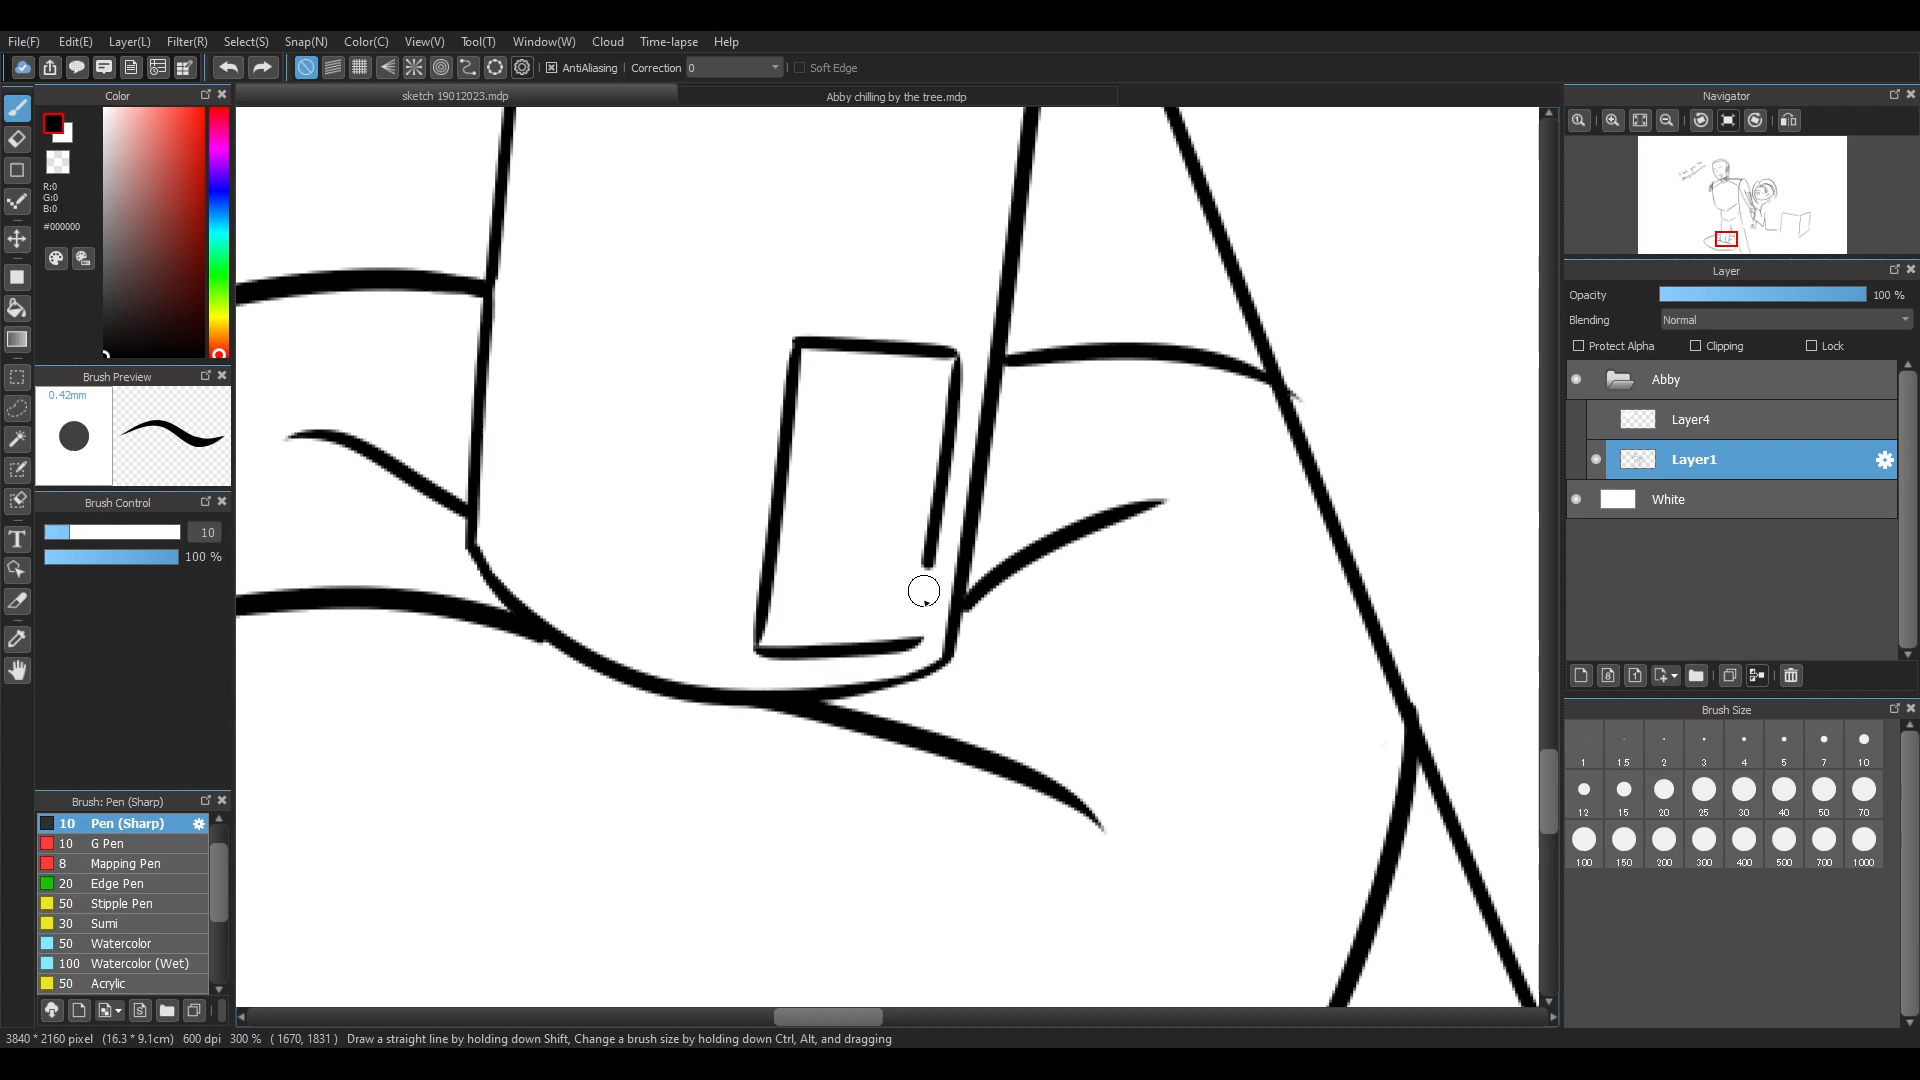 File(F) Edit(E) Layer(L) Filter(R) Select(S) Snap(N) Color(C) View(V) Tool(T) Window(W) Cloud Time-lapse Help
AntiAliasing Correction 0 Soft Edge
Color
sketch 19012023.mdp
Abby chilling by the tree.mdp
R:0
G:0
B:0
#000000
Brush Preview
0.42mm
Brush Control
10
100 %
Brush: Pen (Sharp)
10 Pen (Sharp)
10 G Pen
8 Mapping Pen
20 Edge Pen
50 Stipple Pen
30 Sumi
50 Watercolor
100 Watercolor (Wet)
50 Acrylic
Navigator
Layer
Opacity 100 %
Blending Normal
Protect Alpha Clipping Lock
Abby
Layer4
Layer1
White
Brush Size
1 1.5 2 3 4 5 7 10
12 15 20 25 30 40 50 70
100 150 200 300 400 500 700 1000
3840 * 2160 pixel (16.3 * 9.1cm) 600 dpi 300 % ( 1670, 1831 ) Draw a straight line by holding down Shift, Change a brush size by holding down Ctrl, Alt, and dragging